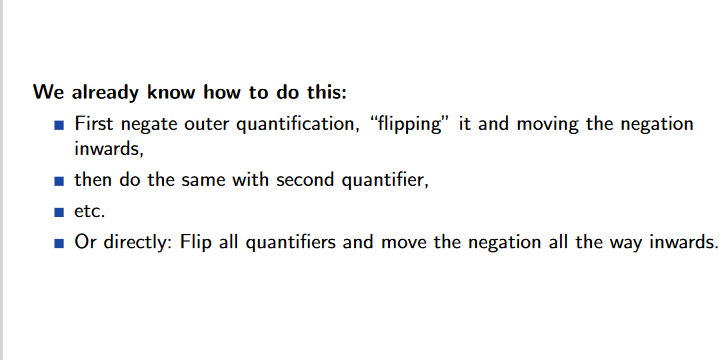 We already know how to do this:
First negate outer quantification, “flipping” it and moving the negation
inwards,
then do the same with second quantifier,
etc.
Or directly: Flip all quantifiers and move the negation all the way inwards.